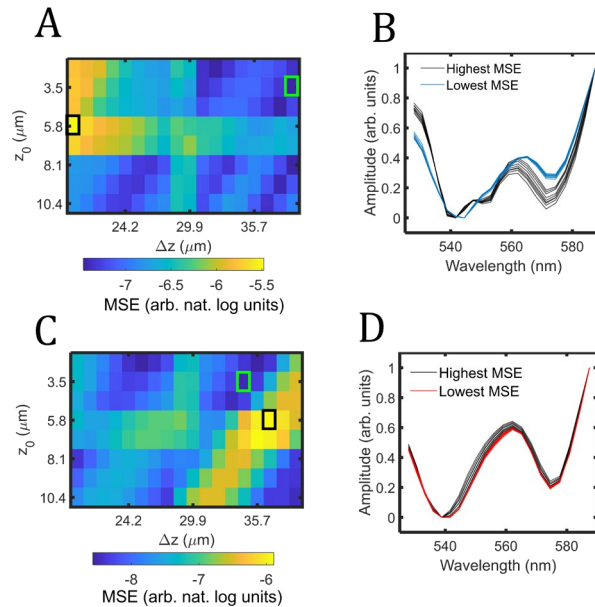 A
3.5
5.8
8.1
10.4
z0 (μm)
24.2 29.9 35.7
Δz (μm)
-7 -6.5 -6 -5.5
MSE (arb. nat. log units)
B
Highest MSE
Lowest MSE
1
0.8
0.6
0.4
0.2
0
Amplitude (arb. units)
540 560 580
Wavelength (nm)
C
3.5
5.8
8.1
10.4
z0 (μm)
24.2 29.9 35.7
Δz (μm)
-8 -7 -6
MSE (arb. nat. log units)
D
Highest MSE
Lowest MSE
1
0.8
0.6
0.4
0.2
0
Amplitude (arb. units)
540 560 580
Wavelength (nm)